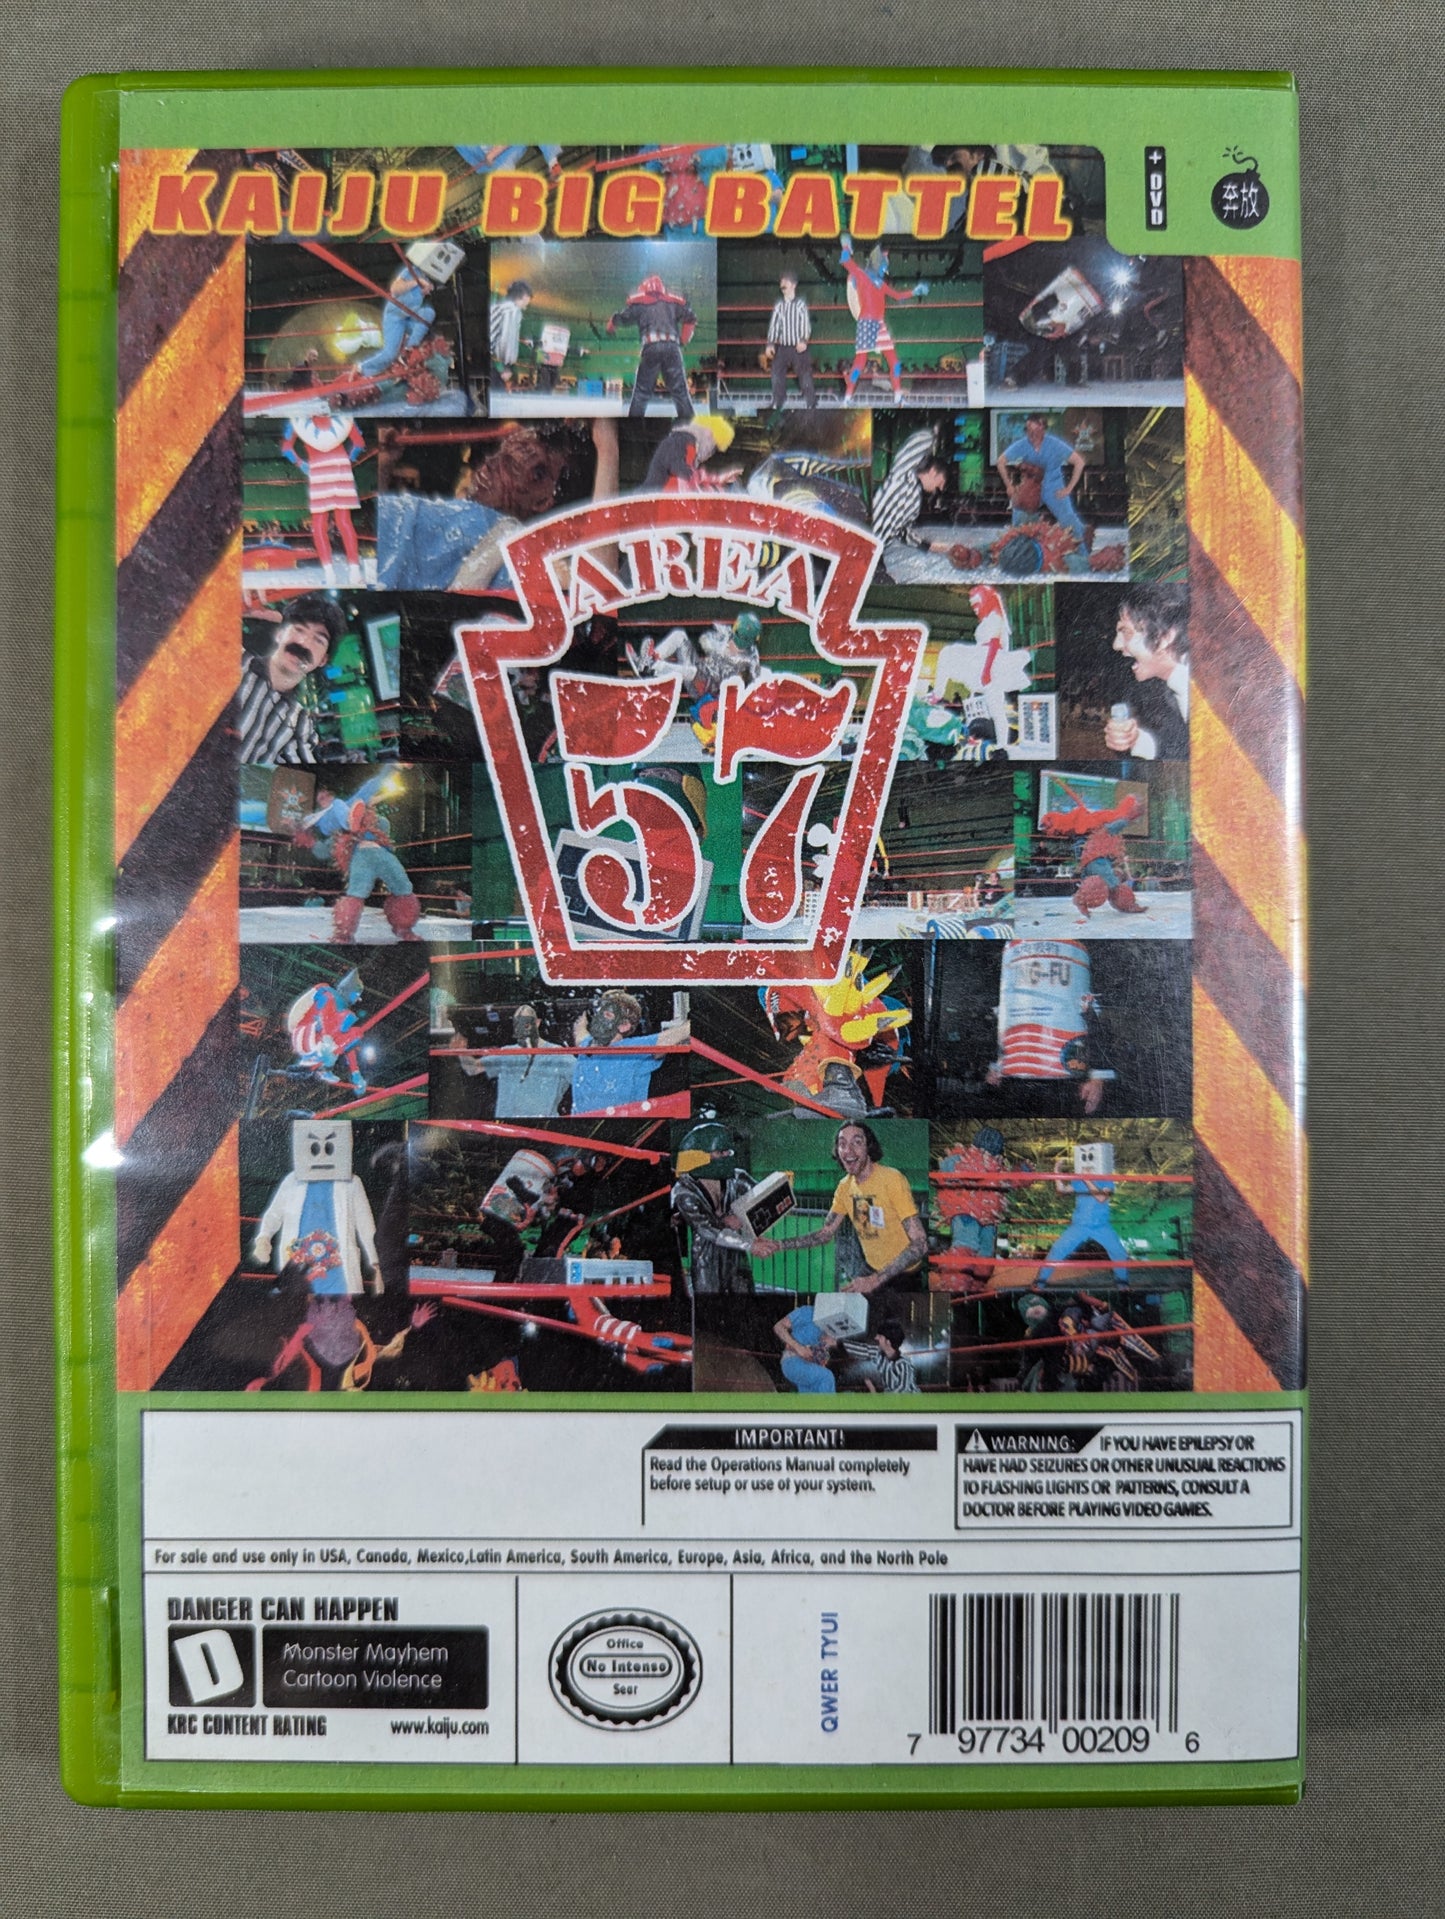 KAIJU BIG BATTEL
+DVD
奔放
AREA
57
NG-FU
IMPORTANT!
Read the Operations Manual completely
before setup or use of your system.
WARNING: IF YOU HAVE EPILEPSY OR
HAVE HAD SEIZURES OR OTHER UNUSUAL REACTIONS
TO FLASHING LIGHTS OR PATTERNS, CONSULT A
DOCTOR BEFORE PLAYING VIDEO GAMES.
For sale and use only in USA, Canada, Mexico,Latin America, South America, Europe, Asia, Africa, and the North Pole
DANGER CAN HAPPEN
D
Monster Mayhem
Cartoon Violence
KRC CONTENT RATING www.kaiju.com
Office
No Intenso
Sear
QWER TYUI
7 97734 00209 6